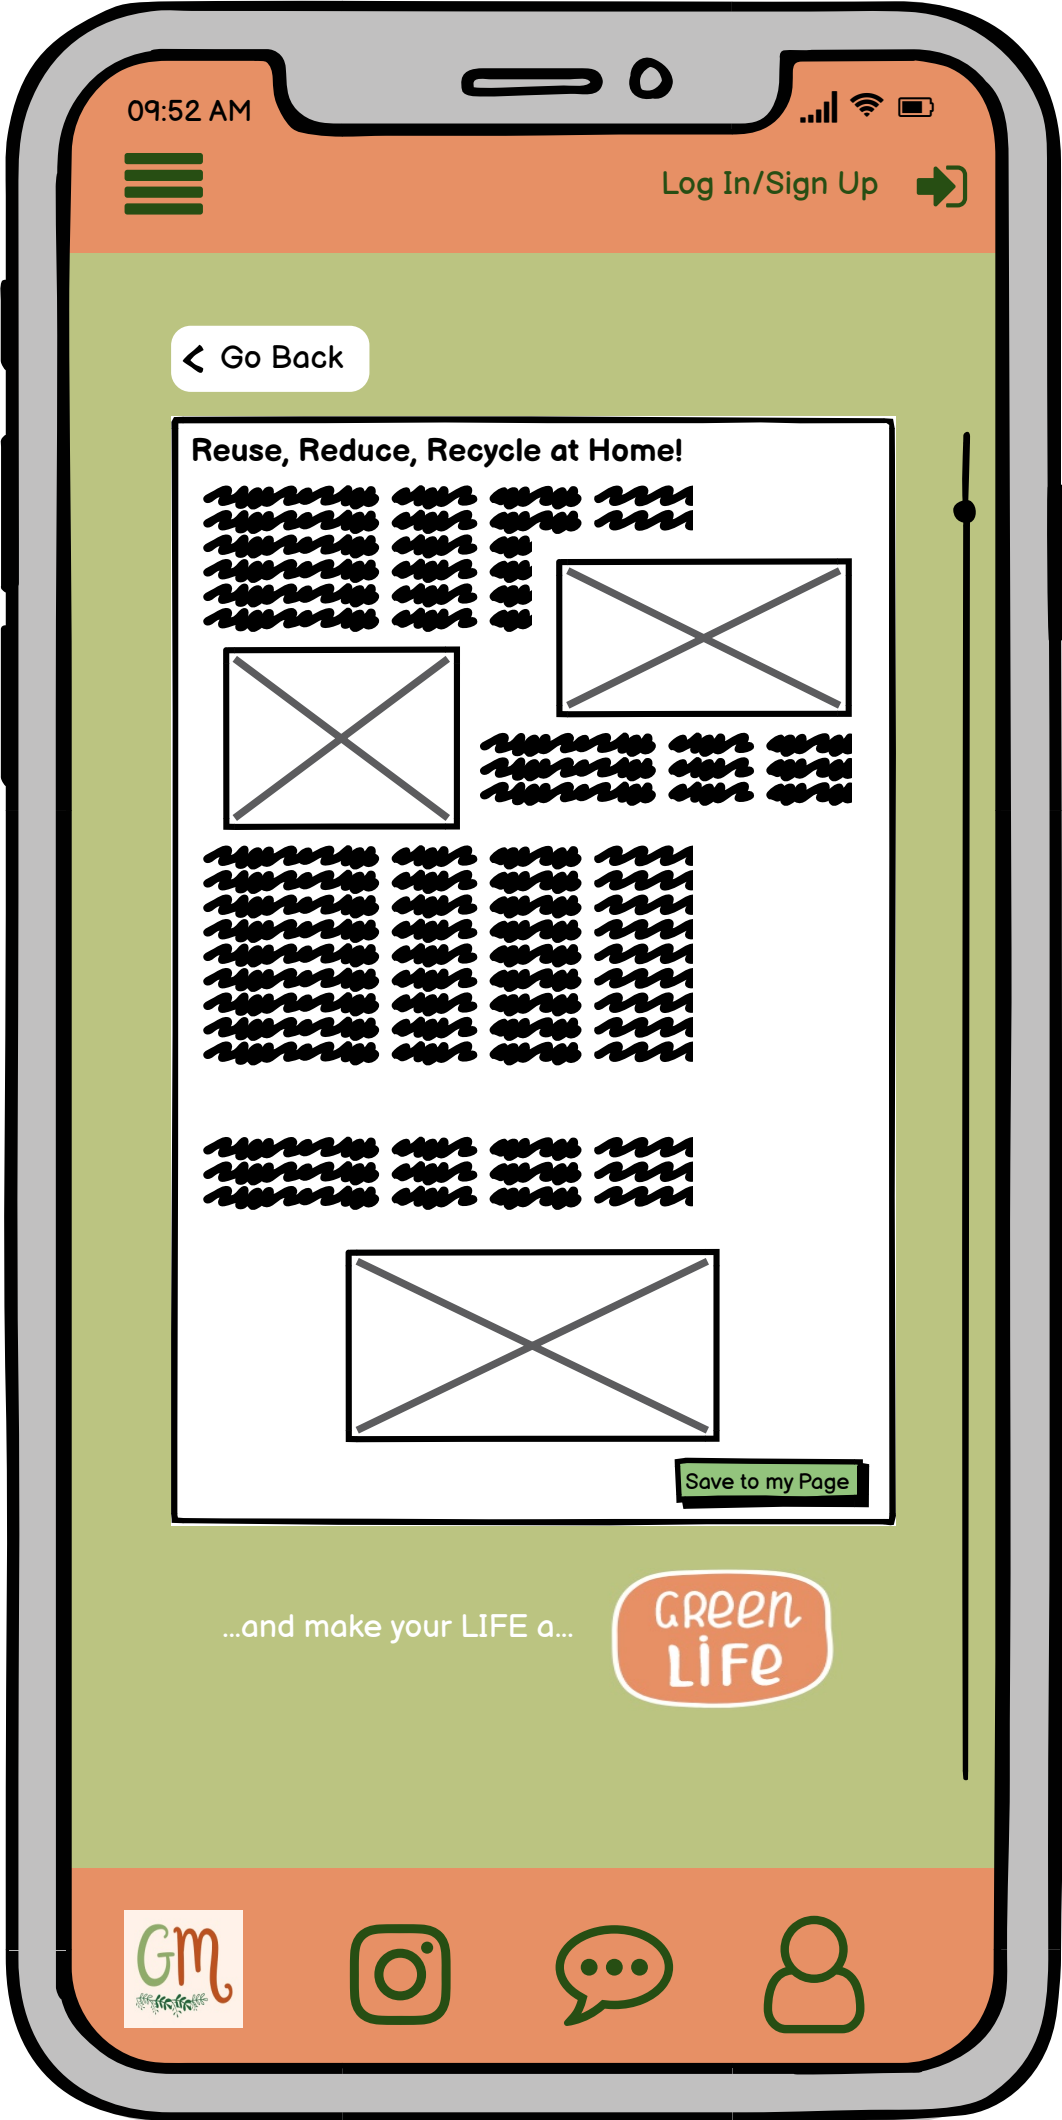 09:52 AM
Log In/Sign Up
Go Back
Reuse, Reduce, Recycle at Home!
Save to my Page
...and make your LIFE a...
GReen
LiFe
GM